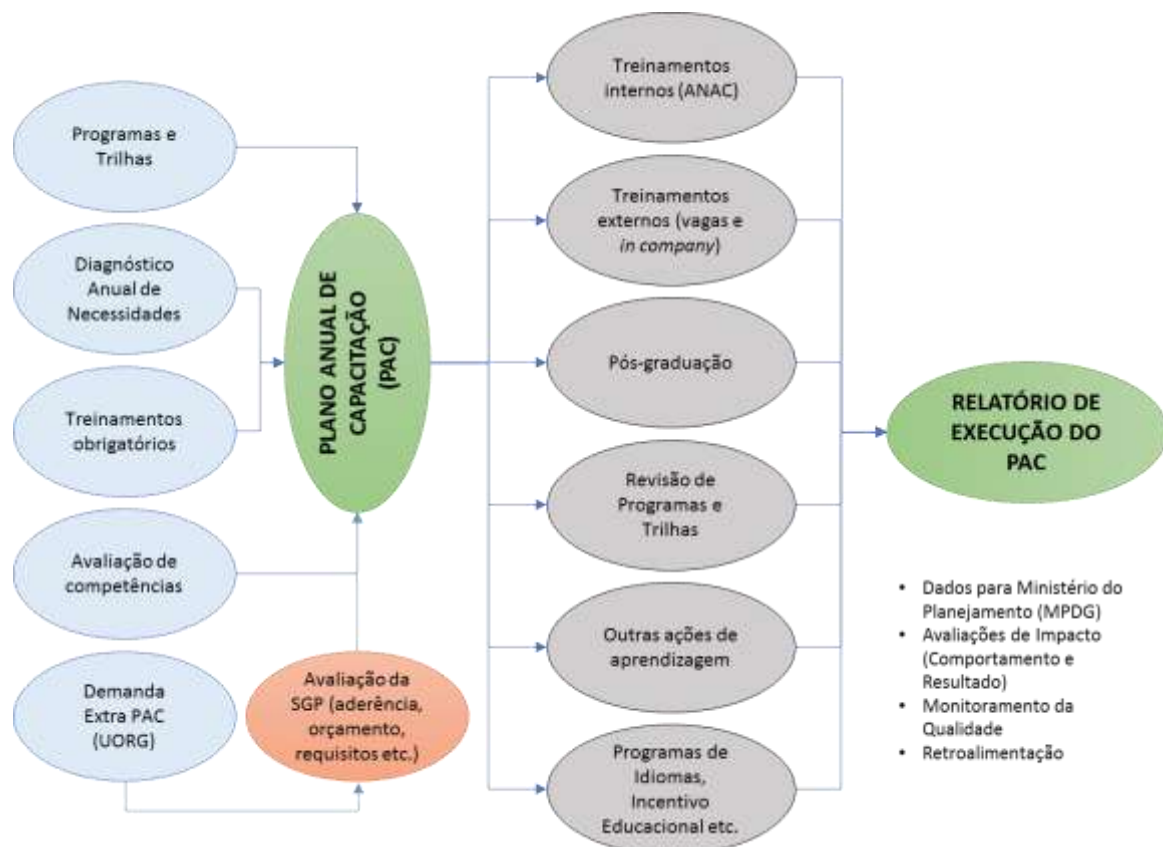 Programas e
Trilhas
Diagnóstico
Anual de
Necessidades
Treinamentos
obrigatórios
Avaliação de
competências
Demanda
Extra PAC
(UORG)
Avaliação da
SGP (aderência,
orçamento,
requisitos etc.)
PLANO ANUAL DE
CAPACITAÇÃO
(PAC)
Treinamentos
internos (ANAC)
Treinamentos
externos (vagas e
in company)
Pós-graduação
Revisão de
Programas e
Trilhas
Outras ações de
aprendizagem
Programas de
Idiomas,
Incentivo
Educacional etc.
RELATÓRIO DE
EXECUÇÃO DO
PAC
• Dados para Ministério do
Planejamento (MPDG)
• Avaliações de Impacto
(Comportamento e
Resultado)
• Monitoramento da
Qualidade
• Retroalimentação